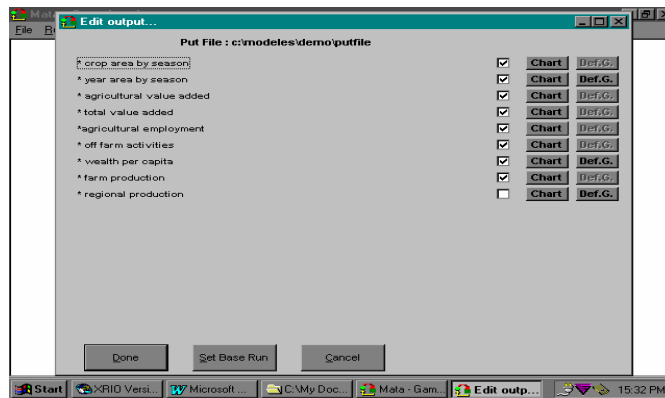 Edit output...
File
Put File : c:\modeles\demo\putfile
* crop area by season Chart Def.G.
* year area by season Chart Def.G.
* agricultural value added Chart Def.G.
* total value added Chart Def.G.
*agricultural employment Chart Def.G.
* off farm activities Chart Def.G.
* wealth per capita Chart Def.G.
* farm production Chart Def.G.
* regional production Chart Def.G.
Done Set Base Run Cancel
Start XRIO Versi... Microsoft ... C:\My Doc... Mata - Gam... Edit outp... 15:32 PM